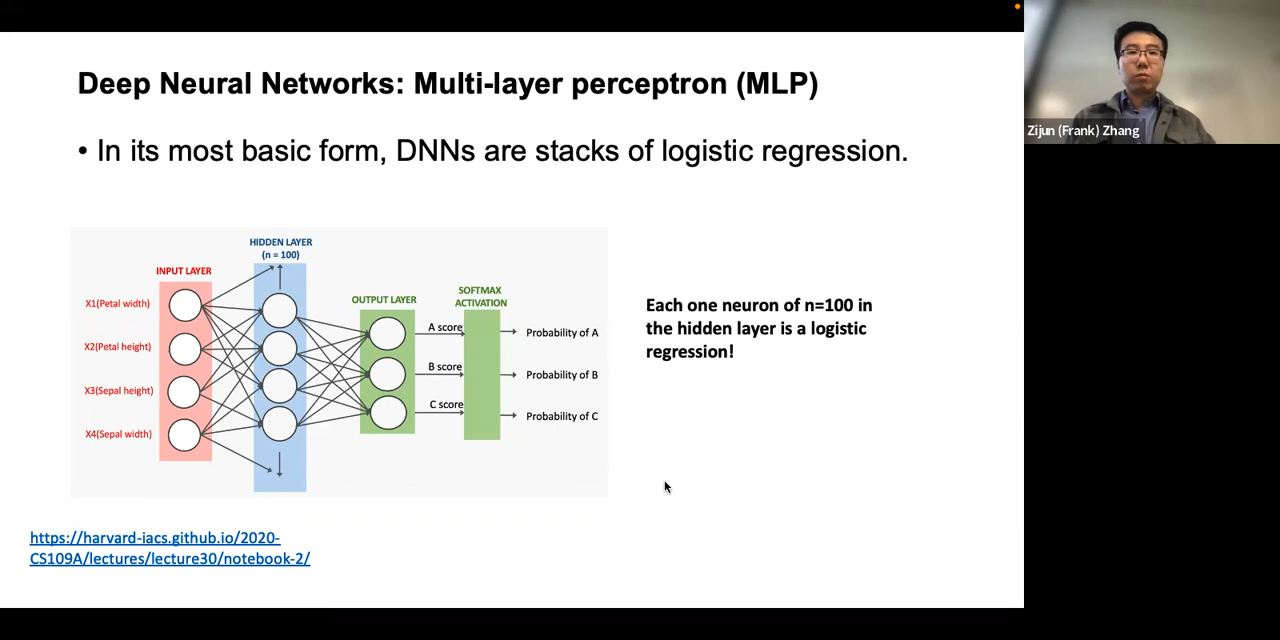 Deep Neural Networks: Multi-layer perceptron (MLP)
• In its most basic form, DNNs are stacks of logistic regression.
HIDDEN LAYER
(n = 100)
INPUT LAYER
X1(Petal width)
X2(Petal height)
X3(Sepal height)
X4(Sepal width)
OUTPUT LAYER
SOFTMAX
ACTIVATION
A score
B score
C score
Probability of A
Probability of B
Probability of C
Each one neuron of n=100 in
the hidden layer is a logistic
regression!
https://harvard-iacs.github.io/2020-
CS109A/lectures/lecture30/notebook-2/
Zijun (Frank) Zhang